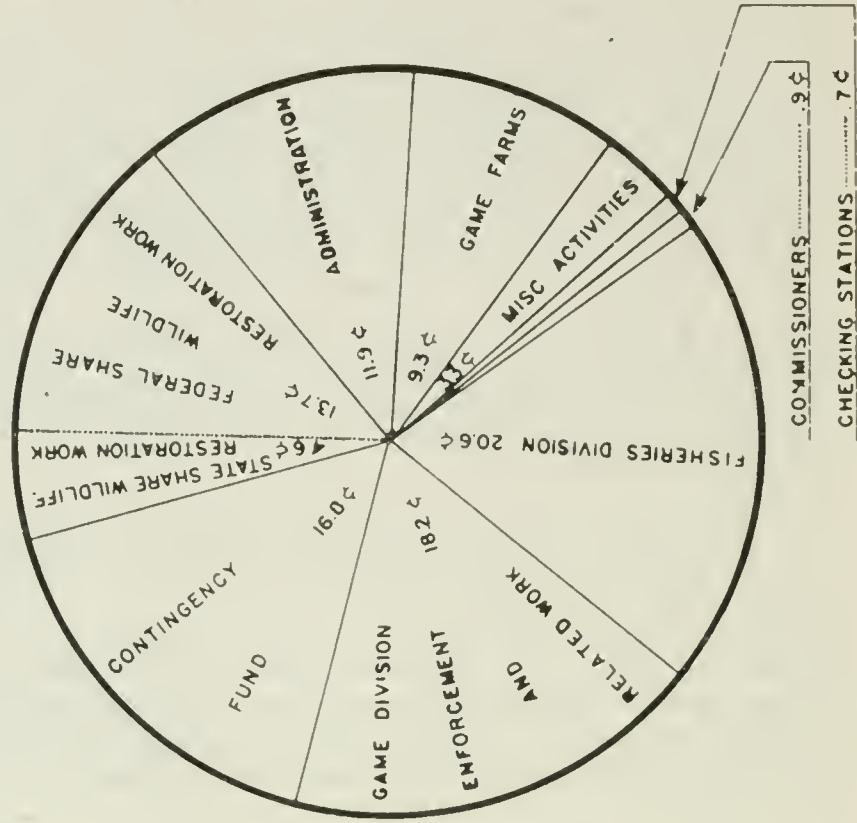 ADMINISTRATION
11.9 ¢
GAME FARMS
9.3 ¢
MISC ACTIVITIES
3.3 ¢
COMMISSIONERS .......... .9 ¢
CHECKING STATIONS .......... .7 ¢
FISHERIES DIVISION 20.6 ¢
GAME DIVISION
ENFORCEMENT
AND
RELATED WORK
18.2 ¢
CONTINGENCY
FUND
16.0 ¢
STATE SHARE WILDLIFE
RESTORATION WORK
4.6 ¢
FEDERAL SHARE
WILDLIFE
RESTORATION WORK
13.7 ¢